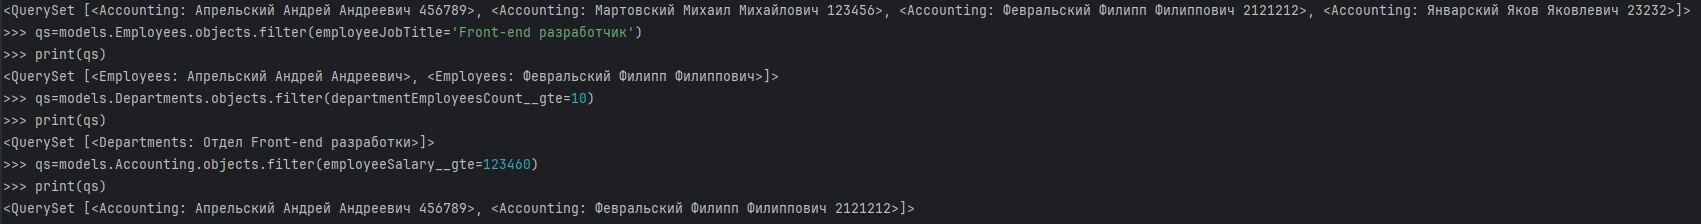 <QuerySet [<Accounting: Апрельский Андрей Андреевич 456789>, <Accounting: Мартовский Михаил Михайлович 123456>, <Accounting: Февральский Филипп Филиппович 2121212>, <Accounting: Январский Яков Яковлевич 23232>]>
>>> qs=models.Employees.objects.filter(employeeJobTitle='Front-end разработчик')
>>> print(qs)
<QuerySet [<Employees: Апрельский Андрей Андреевич>, <Employees: Февральский Филипп Филиппович>]>
>>> qs=models.Departments.objects.filter(departmentEmployeesCount__gte=10)
>>> print(qs)
<QuerySet [<Departments: Отдел Front-end разработки>]>
>>> qs=models.Accounting.objects.filter(employeeSalary__gte=123460)
>>> print(qs)
<QuerySet [<Accounting: Апрельский Андрей Андреевич 456789>, <Accounting: Февральский Филипп Филиппович 2121212>]>